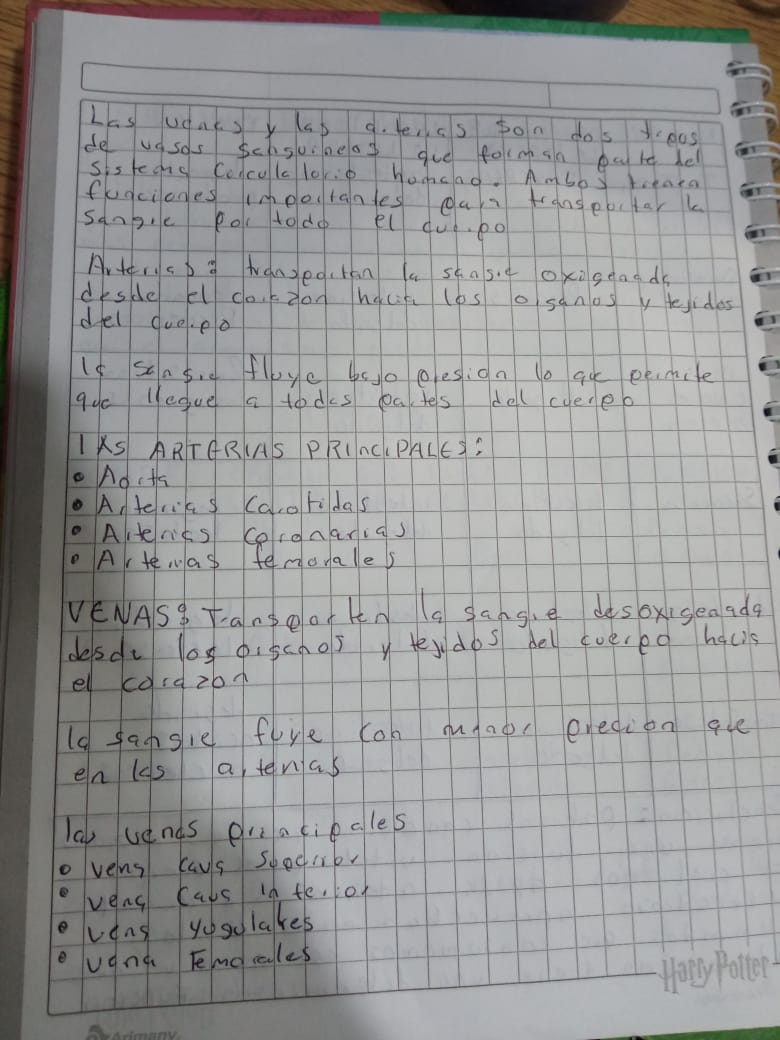 Las venas y las arterias son dos tipos
de vasos sanguineos que forman parte del
sistema Circulatorio humano. Ambos tienen
funciones importantes para transportar la
sangre por todo el cuerpo
Arterias: transportan la sangre oxigenada
desde el corazon hacia los organos y tejidos
del cuerpo
la sangre fluye bajo presion lo que permite
que llegue a todas partes del cuerpo
lAS ARTERIAS PRINCIPALES:
• Aorta
• Arterias Carotidas
• Arterias Coronarias
• Arterias femorales
VENAS: Transportan la sangre desoxigenada
desde los organos y tejidos del cuerpo hacia
el corazon
la sangre fuye con menor precion que
en las arterias
las venas principales
• vena cava Superior
• vena Cava inferior
• vena yugulares
• vena Femorales
Harry Potter
Arimany